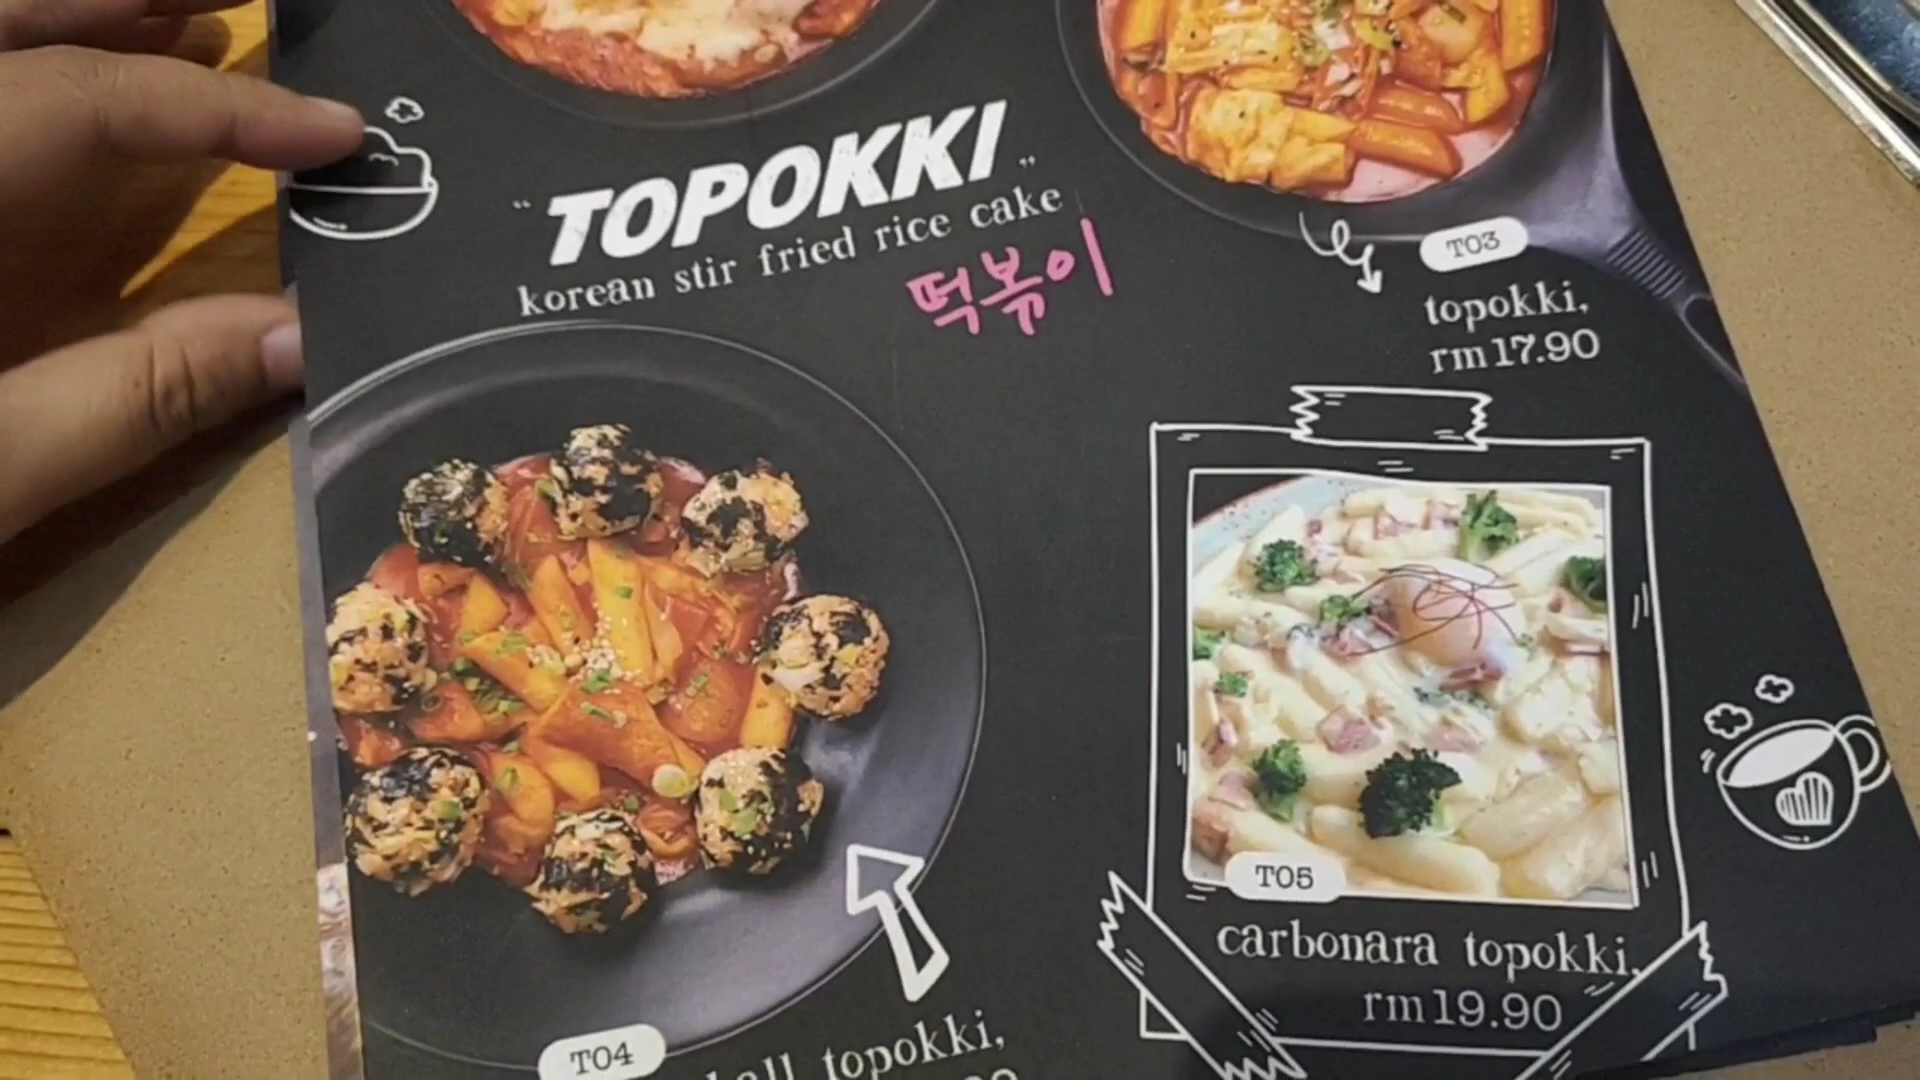 "TOPOKKI"
korean stir fried rice cake
떡볶이
T03
topokki,
rm17.90
T05
carbonara topokki,
rm19.90
T04
topokki,